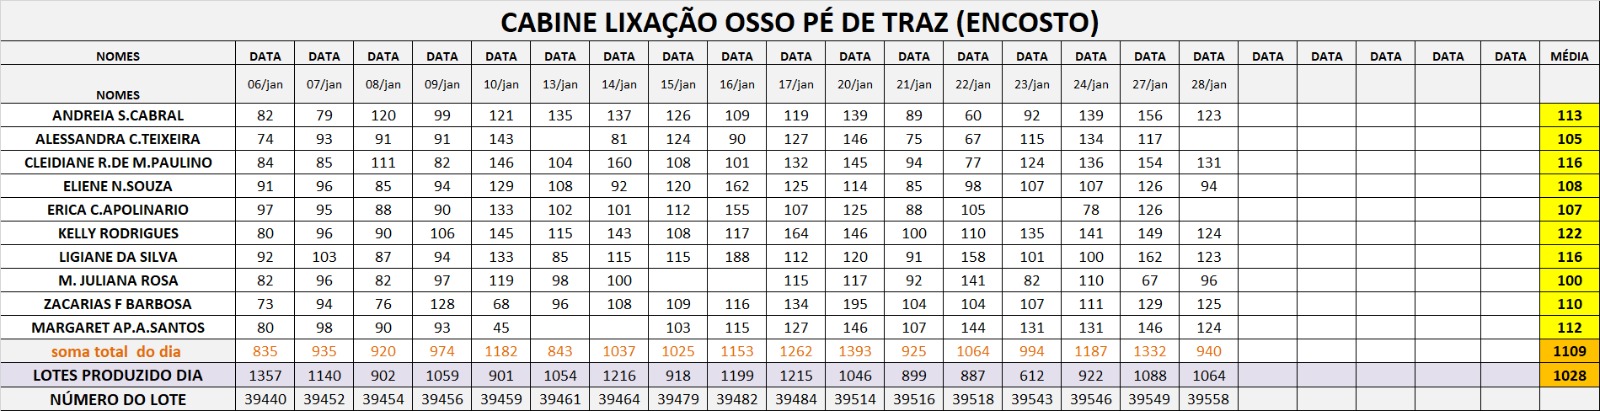 CABINE LIXAÇÃO OSSO PÉ DE TRAZ (ENCOSTO)
NOMES DATA DATA DATA DATA DATA DATA DATA DATA DATA DATA DATA DATA DATA DATA DATA DATA DATA DATA DATA DATA DATA DATA MÉDIA
NOMES 06/jan 07/jan 08/jan 09/jan 10/jan 13/jan 14/jan 15/jan 16/jan 17/jan 20/jan 21/jan 22/jan 23/jan 24/jan 27/jan 28/jan
ANDREIA S.CABRAL 82 79 120 99 121 135 137 126 109 119 139 89 60 92 139 156 123 113
ALESSANDRA C.TEIXEIRA 74 93 91 91 143 81 124 90 127 146 75 67 115 134 117 105
CLEIDIANE R.DE M.PAULINO 84 85 111 82 146 104 160 108 101 132 145 94 77 124 136 154 131 116
ELIENE N.SOUZA 91 96 85 94 129 108 92 120 162 125 114 85 98 107 107 126 94 108
ERICA C.APOLINARIO 97 95 88 90 133 102 101 112 155 107 125 88 105 78 126 107
KELLY RODRIGUES 80 96 90 106 145 115 143 108 117 164 146 100 110 135 141 149 124 122
LIGIANE DA SILVA 92 103 87 94 133 85 115 115 188 112 120 91 158 101 100 162 123 116
M. JULIANA ROSA 82 96 82 97 119 98 100 115 117 92 141 82 110 67 96 100
ZACARIAS F BARBOSA 73 94 76 128 68 96 108 109 116 134 195 104 104 107 111 129 125 110
MARGARET AP.A.SANTOS 80 98 90 93 45 103 115 127 146 107 144 131 131 146 124 112
soma total do dia 835 935 920 974 1182 843 1037 1025 1153 1262 1393 925 1064 994 1187 1332 940 1109
LOTES PRODUZIDO DIA 1357 1140 902 1059 901 1054 1216 918 1199 1215 1046 899 887 612 922 1088 1064 1028
NÚMERO DO LOTE 39440 39452 39454 39456 39459 39461 39464 39479 39482 39484 39514 39516 39518 39543 39546 39549 39558